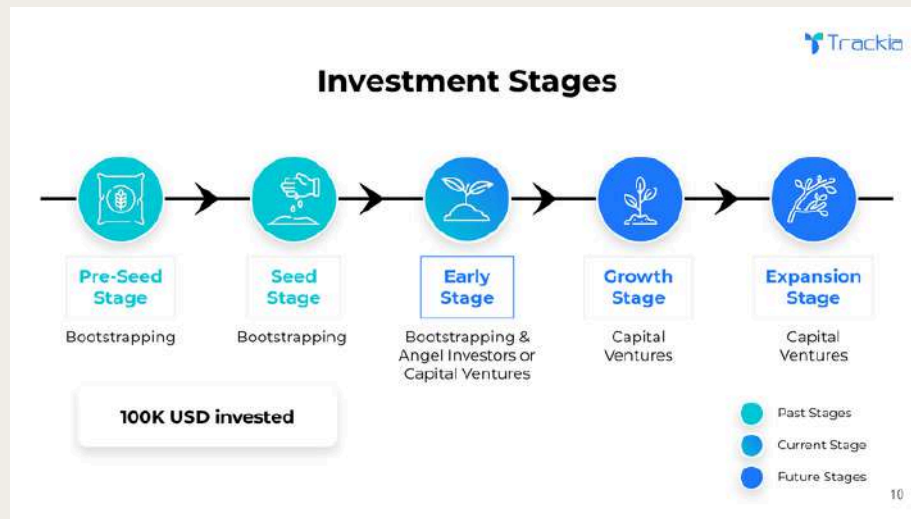 Trackia
Investment Stages
Pre-Seed
Stage
Bootstrapping
Seed
Stage
Bootstrapping
Early
Stage
Bootstrapping &
Angel Investors or
Capital Ventures
Growth
Stage
Capital
Ventures
Expansion
Stage
Capital
Ventures
100K USD invested
Past Stages
Current Stage
Future Stages
10